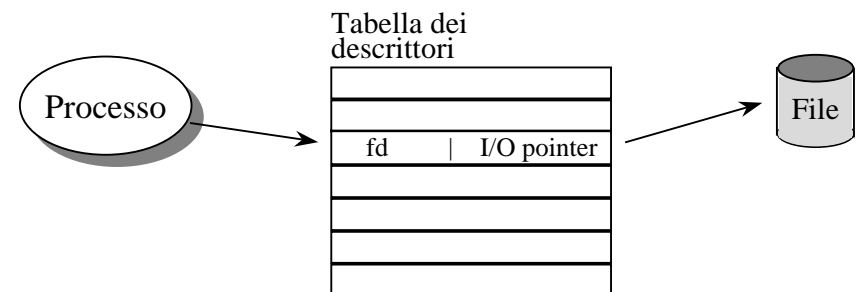 Tabella dei
descrittori
Processo
File
fd | I/O pointer